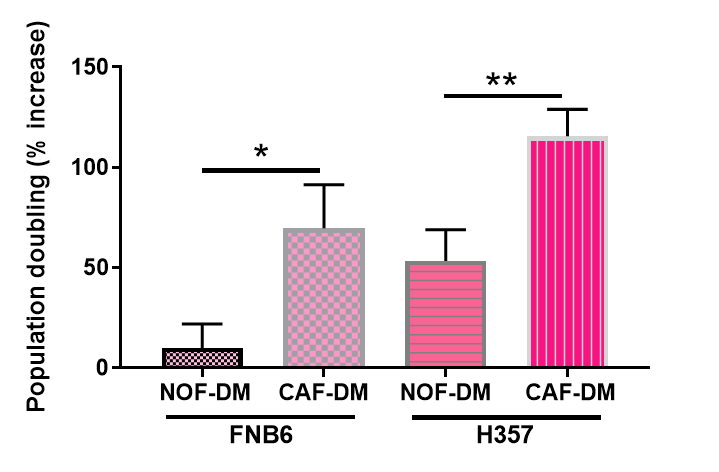 Population doubling (% increase)
150
100
50
0
*
**
NOF-DM CAF-DM NOF-DM CAF-DM
FNB6 H357